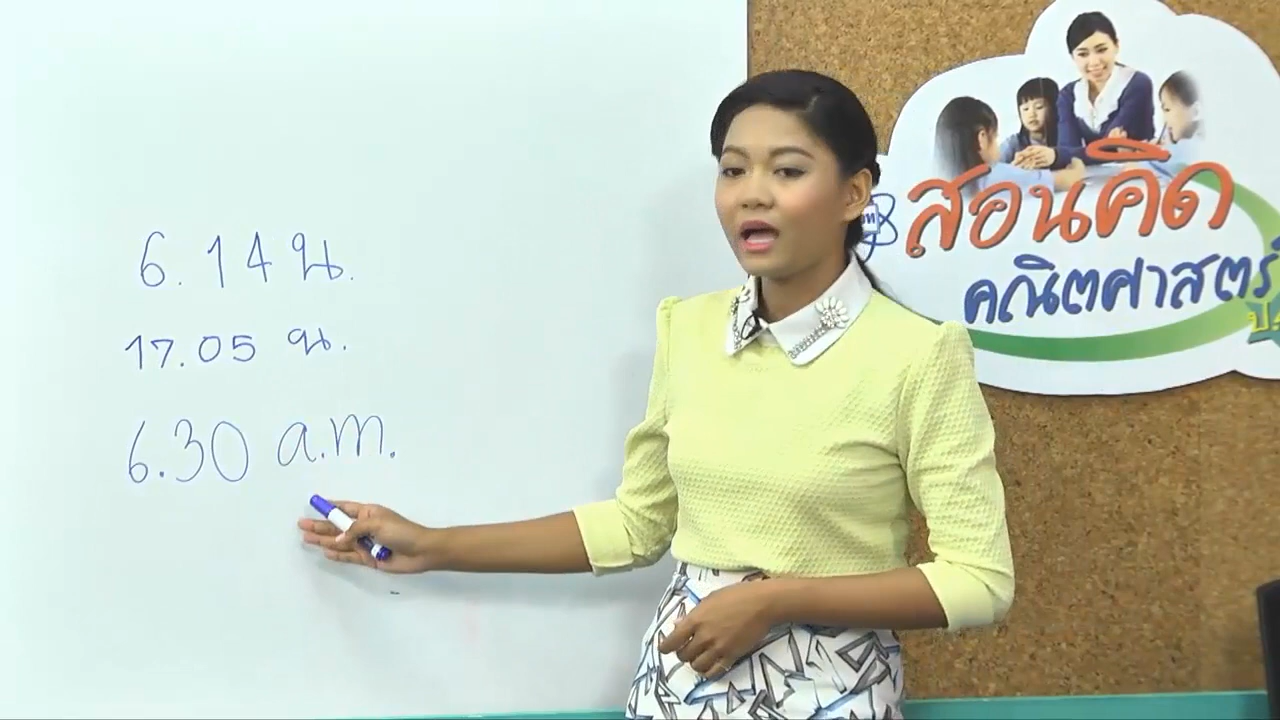 6.14 น.
17.05 น.
6.30 a.m.
สอนคิด
คณิตศาสตร์
ป.